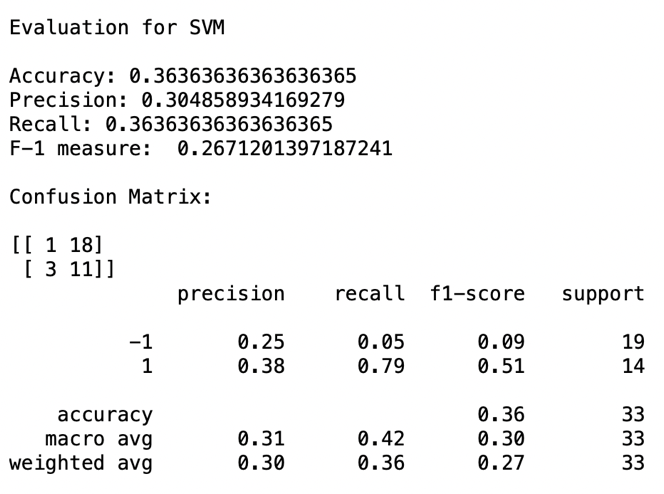 Evaluation for SVM
Accuracy: 0.36363636363636365
Precision: 0.304858934169279
Recall: 0.36363636363636365
F-1 measure:  0.2671201397187241
Confusion Matrix:
[[ 1 18]
 [ 3 11]]
              precision    recall  f1-score   support
          -1       0.25      0.05      0.09        19
           1       0.38      0.79      0.51        14
    accuracy                           0.36        33
   macro avg       0.31      0.42      0.30        33
weighted avg       0.30      0.36      0.27        33